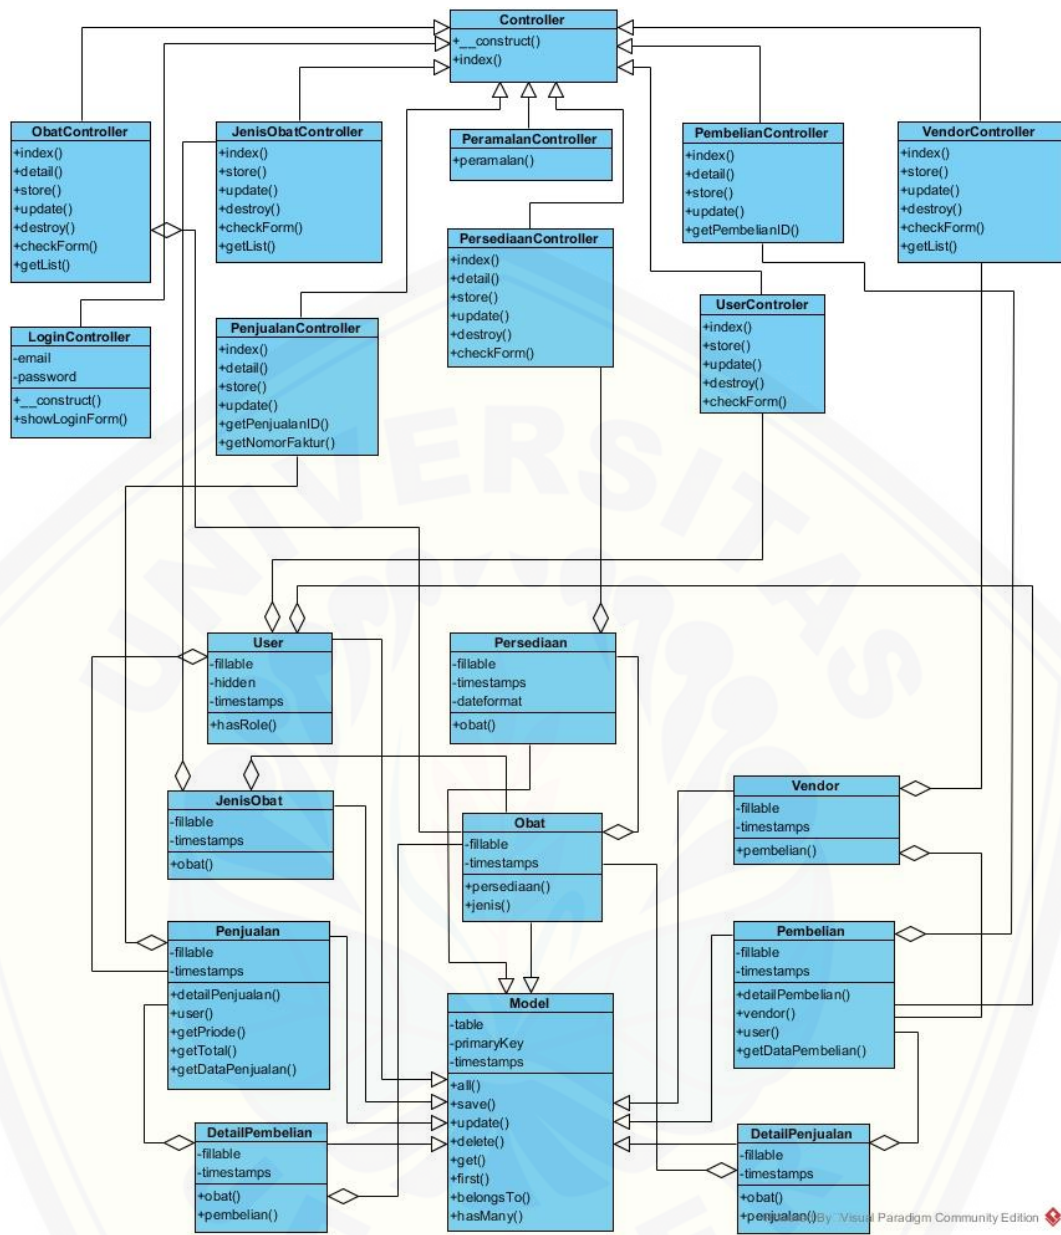 Controller
+__construct()
+index()
ObatController
+index()
+detail()
+store()
+update()
+destroy()
+checkForm()
+getList()
JenisObatController
+index()
+store()
+update()
+destroy()
+checkForm()
+getList()
PeramalanController
+peramalan()
PembelianController
+index()
+detail()
+store()
+update()
+getPembelianID()
VendorController
+index()
+store()
+update()
+destroy()
+checkForm()
+getList()
PersediaanController
+index()
+detail()
+store()
+update()
+destroy()
+checkForm()
UserControler
+index()
+store()
+update()
+destroy()
+checkForm()
LoginController
-email
-password
+__construct()
+showLoginForm()
PenjualanController
+index()
+detail()
+store()
+update()
+getPenjualanID()
+getNomorFaktur()
UNIVERSITAS
User
-fillable
-hidden
-timestamps
+hasRole()
Persediaan
-fillable
-timestamps
-dateformat
+obat()
JenisObat
-fillable
-timestamps
+obat()
Obat
-fillable
-timestamps
+persediaan()
+jenis()
Vendor
-fillable
-timestamps
+pembelian()
Penjualan
-fillable
-timestamps
+detailPenjualan()
+user()
+getPriode()
+getTotal()
+getDataPenjualan()
Pembelian
-fillable
-timestamps
+detailPembelian()
+vendor()
+user()
+getDataPembelian()
Model
-table
-primaryKey
-timestamps
+all()
+save()
+update()
+delete()
+get()
+first()
+belongsTo()
+hasMany()
DetailPembelian
-fillable
-timestamps
+obat()
+pembelian()
DetailPenjualan
-fillable
-timestamps
+obat()
+penjualan()
By Visual Paradigm Community Edition